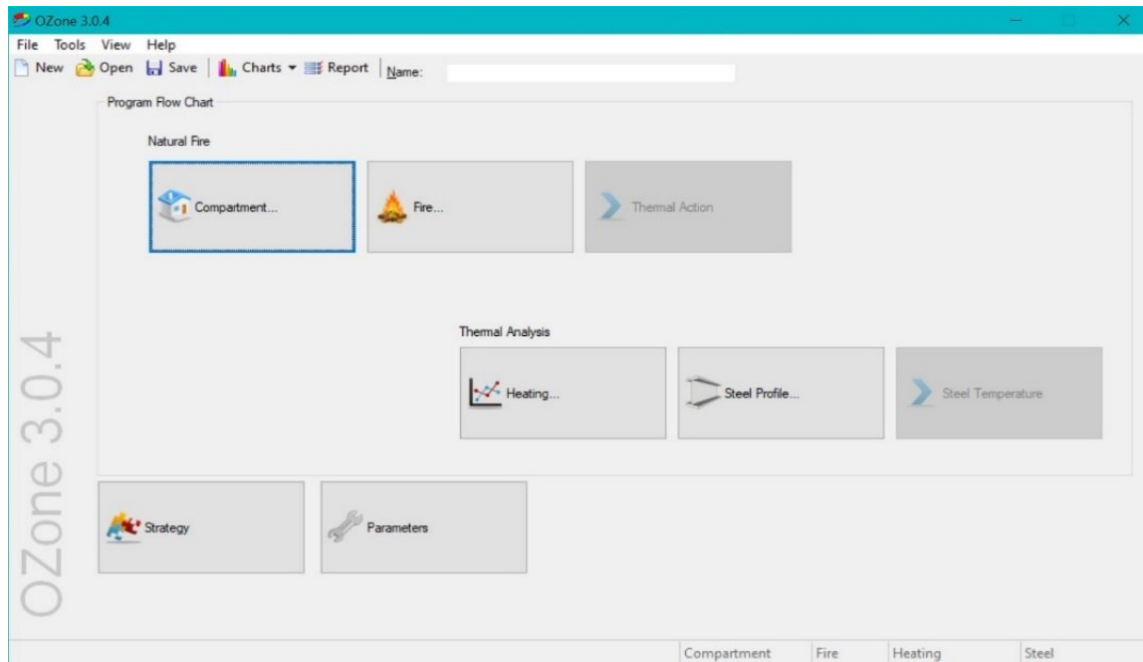 OZone 3.0.4
File Tools View Help
New Open Save Charts Report Name:
Program Flow Chart
Natural Fire
Compartment... Fire... Thermal Action
Thermal Analysis
Heating... Steel Profile... Steel Temperature
Strategy Parameters
OZone 3.0.4
Compartment Fire Heating Steel